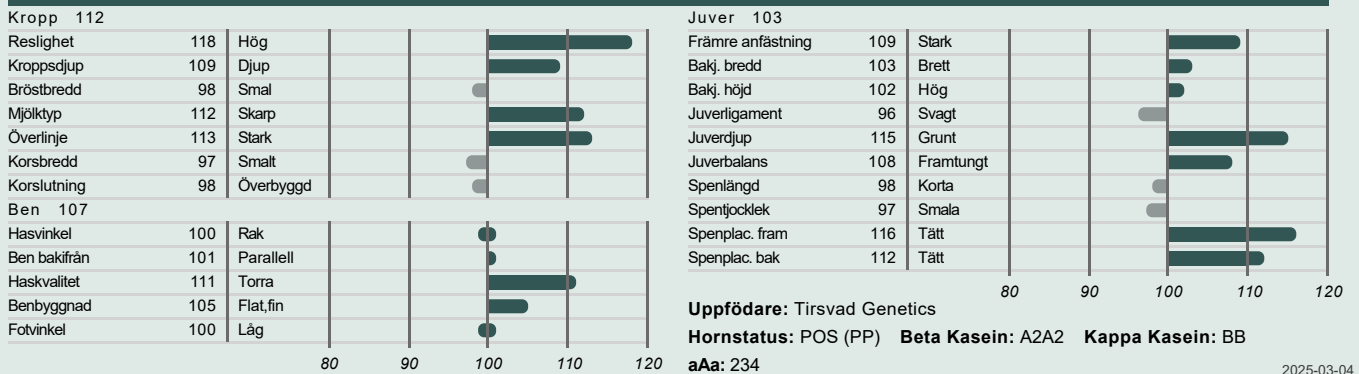 Kropp 112
Reslighet 118 Hög
Kroppsdjup 109 Djup
Bröstbredd 98 Smal
Mjölktyp 112 Skarp
Överlinje 113 Stark
Korsbredd 97 Smalt
Korslutning 98 Överbyggd
Ben 107
Hasvinkel 100 Rak
Ben bakifrån 101 Parallell
Haskvalitet 111 Torra
Benbyggnad 105 Flat,fin
Fotvinkel 100 Låg
80 90 100 110 120
Juver 103
Främre anfästning 109 Stark
Bakj. bredd 103 Brett
Bakj. höjd 102 Hög
Juverligament 96 Svagt
Juverdjup 115 Grunt
Juverbalans 108 Framtungt
Spenlängd 98 Korta
Spentjocklek 97 Smala
Spenplac. fram 116 Tätt
Spenplac. bak 112 Tätt
80 90 100 110 120
Uppfödare: Tirsvad Genetics
Hornstatus: POS (PP) Beta Kasein: A2A2 Kappa Kasein: BB
aAa: 234
2025-03-04